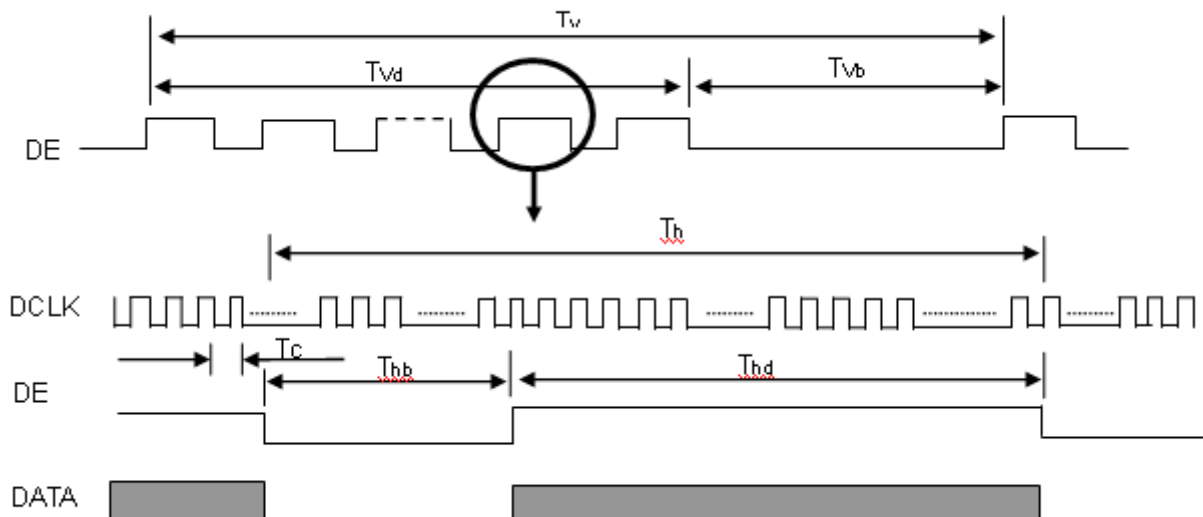 Tv
TVd
TVb
DE
Th
DCLK
TC
Thb
Thd
DE
DATA